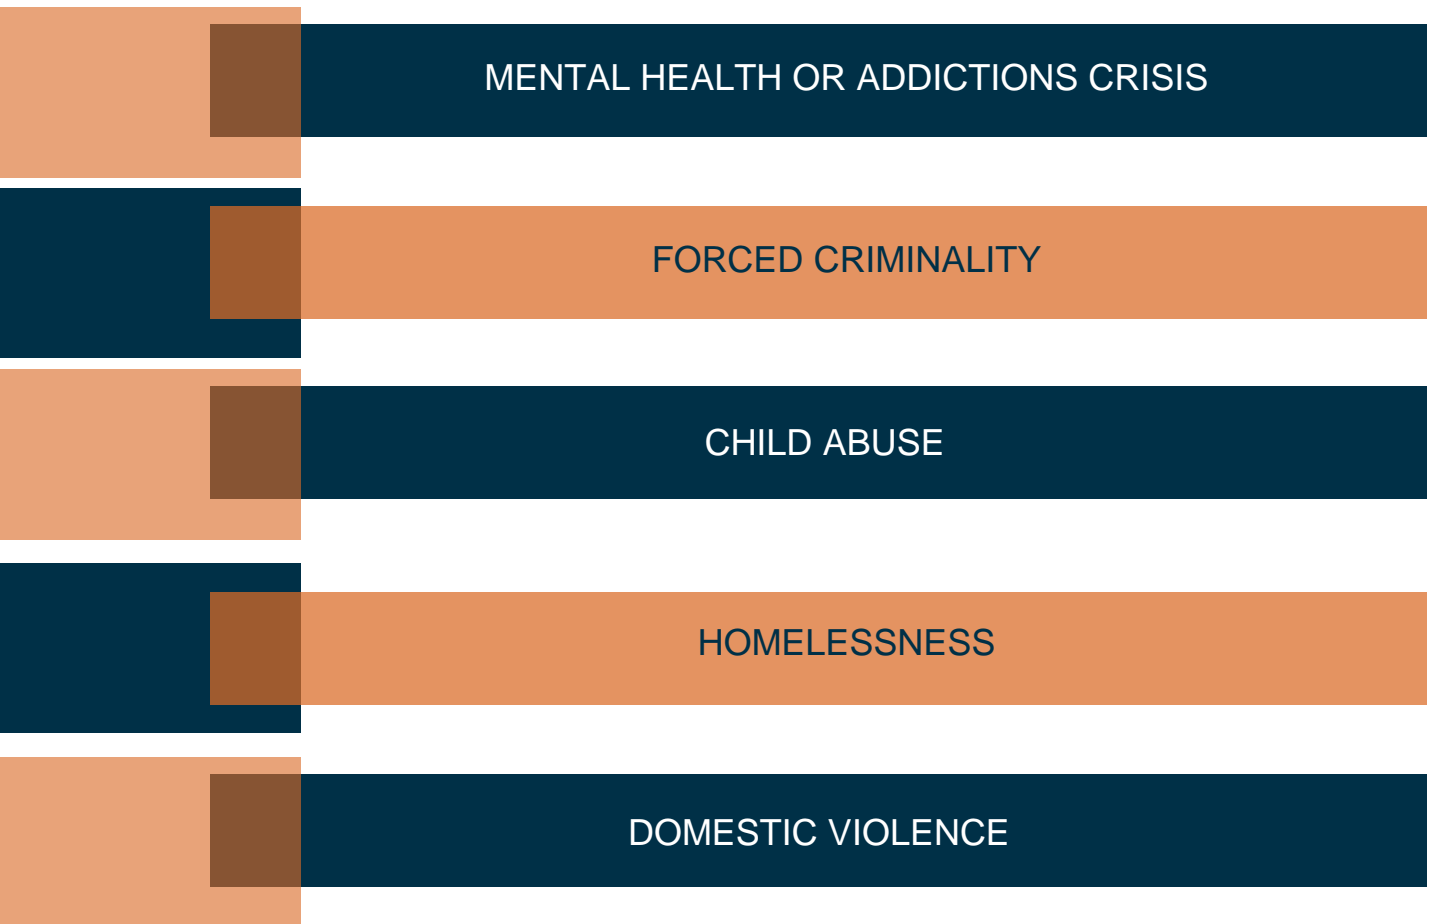 MENTAL HEALTH OR ADDICTIONS CRISIS
FORCED CRIMINALITY
CHILD ABUSE
HOMELESSNESS
DOMESTIC VIOLENCE